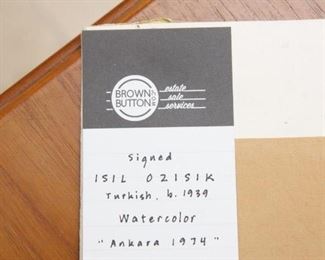 BROWN
BUTTON
estate
sale
services
Signed
ISIL OZISIK
Turkish, b. 1939
Watercolor
"Ankara 1974"